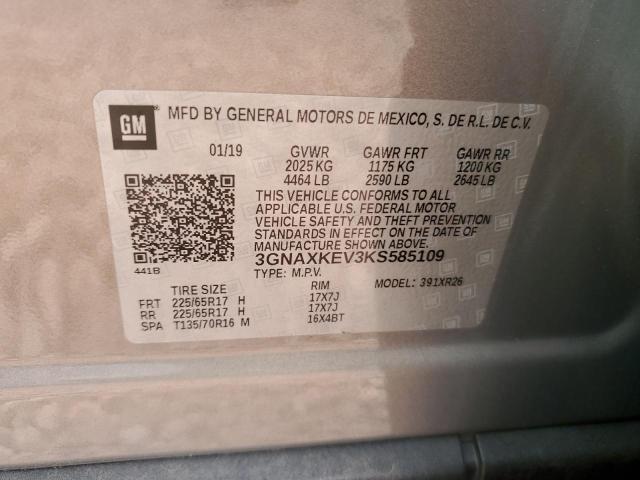 GM MFD BY GENERAL MOTORS DE MEXICO, S. DE R.L. DE C.V.
01/19 GVWR GAWR FRT GAWR RR
2025 KG 1175 KG 1200 KG
4464 LB 2590 LB 2645 LB
THIS VEHICLE CONFORMS TO ALL
APPLICABLE U.S. FEDERAL MOTOR
VEHICLE SAFETY AND THEFT PREVENTION
STANDARDS IN EFFECT ON THE DATE OF
MANUFACTURE SHOWN ABOVE.
3GNAXKEV3KS585109
441B TYPE: M.P.V. MODEL: 391XR26
TIRE SIZE RIM
FRT 225/65R17 H 17X7J
RR 225/65R17 H 17X7J
SPA T135/70R16 M 16X4BT